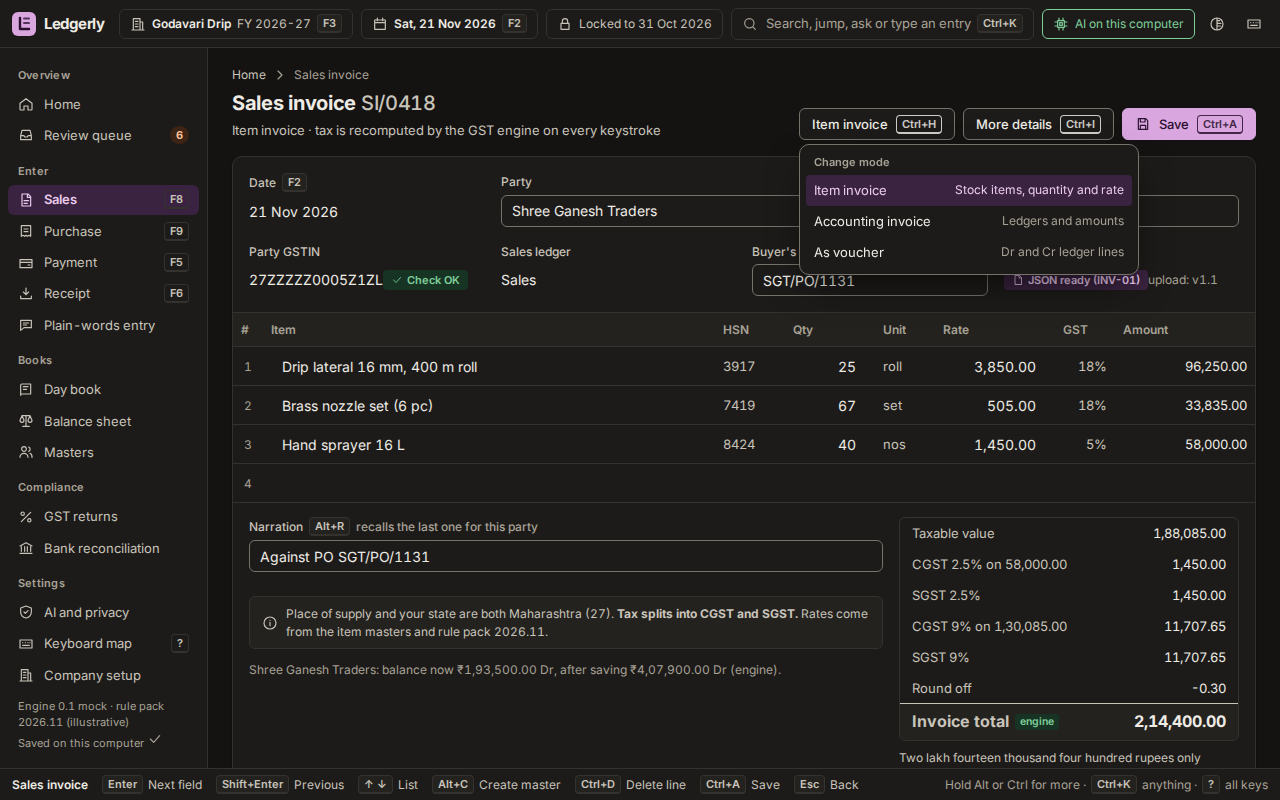 Ledgerly
Godavari Drip FY 2026-27 F3
Sat, 21 Nov 2026 F2
Locked to 31 Oct 2026
Search, jump, ask or type an entry Ctrl+K
AI on this computer
Overview
Home
Review queue 6
Enter
Sales F8
Purchase F9
Payment F5
Receipt F6
Plain-words entry
Books
Day book
Balance sheet
Masters
Compliance
GST returns
Bank reconciliation
Settings
AI and privacy
Keyboard map ?
Company setup
Engine 0.1 mock · rule pack
2026.11 (illustrative)
Saved on this computer
Home Sales invoice
Sales invoice SI/0418
Item invoice · tax is recomputed by the GST engine on every keystroke
Item invoice Ctrl+H
More details Ctrl+I
Save Ctrl+A
Change mode
Item invoice Stock items, quantity and rate
Accounting invoice Ledgers and amounts
As voucher Dr and Cr ledger lines
Date F2
21 Nov 2026
Party
Shree Ganesh Traders
Party GSTIN
27ZZZZZ0005Z1ZL Check OK
Sales ledger
Sales
Buyer's
SGT/PO/1131
JSON ready (INV-01) upload: v1.1
# Item HSN Qty Unit Rate GST Amount
1 Drip lateral 16 mm, 400 m roll 3917 25 roll 3,850.00 18% 96,250.00
2 Brass nozzle set (6 pc) 7419 67 set 505.00 18% 33,835.00
3 Hand sprayer 16 L 8424 40 nos 1,450.00 5% 58,000.00
4
Narration Alt+R recalls the last one for this party
Against PO SGT/PO/1131
Place of supply and your state are both Maharashtra (27). Tax splits into CGST and SGST. Rates come
from the item masters and rule pack 2026.11.
Shree Ganesh Traders: balance now ₹1,93,500.00 Dr, after saving ₹4,07,900.00 Dr (engine).
Taxable value 1,88,085.00
CGST 2.5% on 58,000.00 1,450.00
SGST 2.5% 1,450.00
CGST 9% on 1,30,085.00 11,707.65
SGST 9% 11,707.65
Round off -0.30
Invoice total engine 2,14,400.00
Two lakh fourteen thousand four hundred rupees only
Sales invoice Enter Next field Shift+Enter Previous ↑ ↓ List Alt+C Create master Ctrl+D Delete line Ctrl+A Save Esc Back
Hold Alt or Ctrl for more · Ctrl+K anything · ? all keys